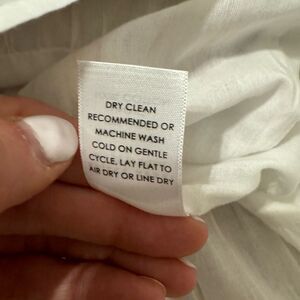 DRY CLEAN
RECOMMENDED OR
MACHINE WASH
COLD ON GENTLE
CYCLE, LAY FLAT TO
AIR DRY OR LINE DRY